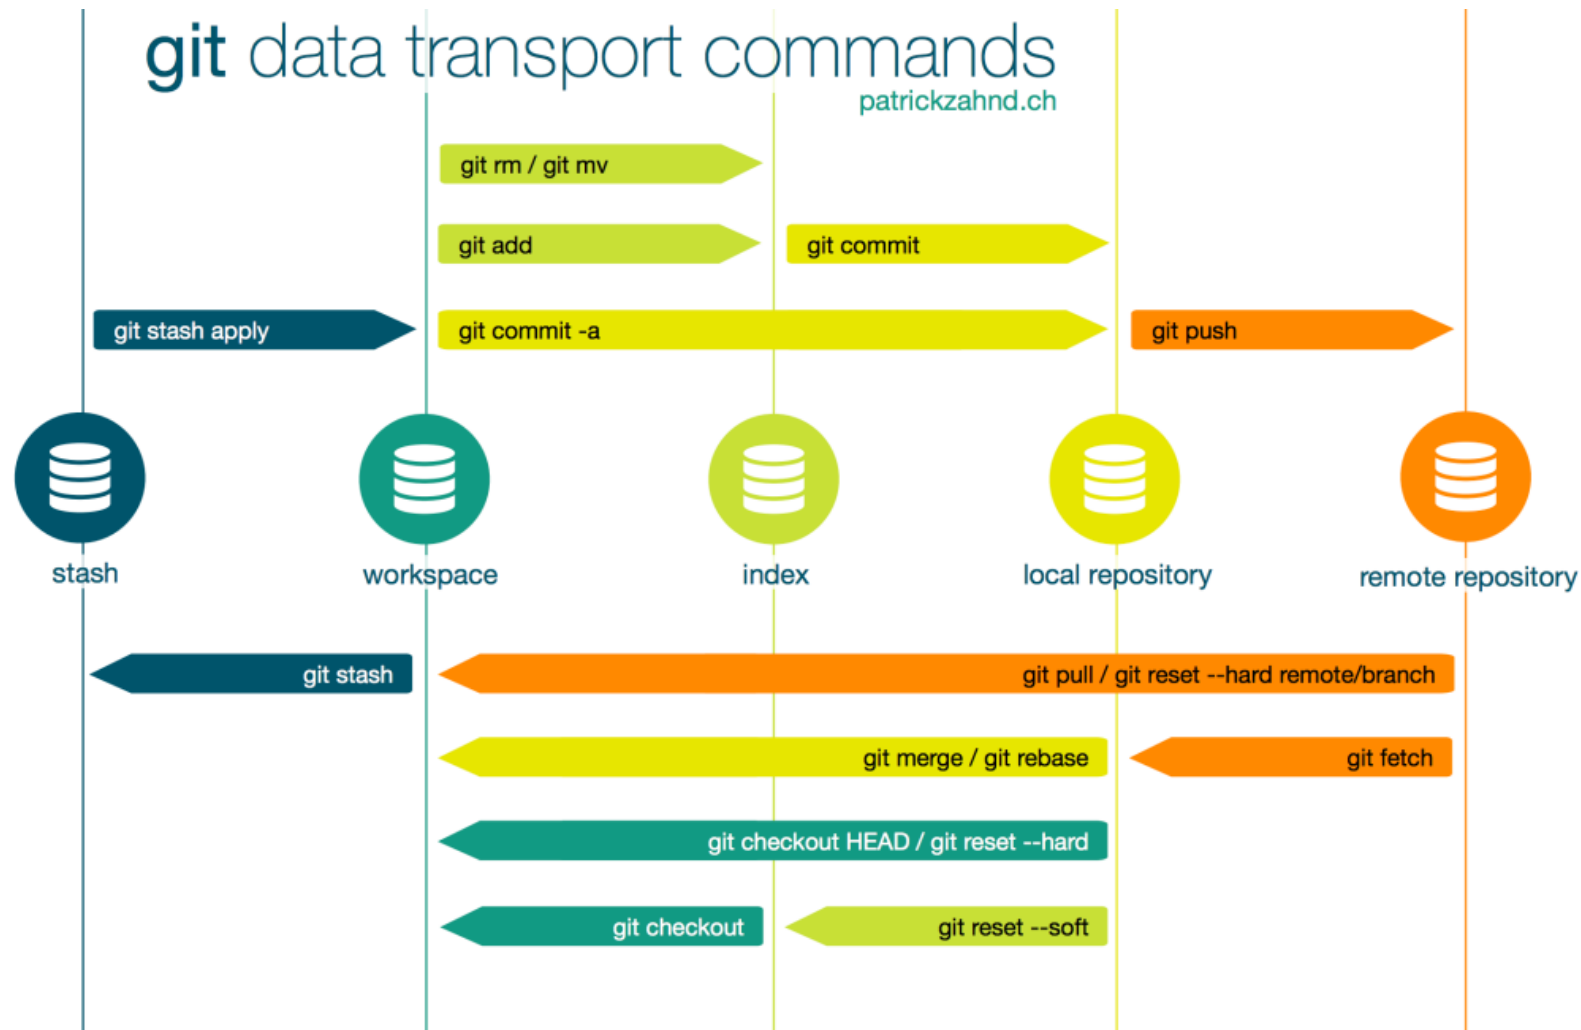 git data transport commands
patrickzahnd.ch
git rm / git mv
git add
git commit
git stash apply
git commit -a
git push
stash
workspace
index
local repository
remote repository
git stash
git pull / git reset --hard remote/branch
git merge / git rebase
git fetch
git checkout HEAD / git reset --hard
git checkout
git reset --soft